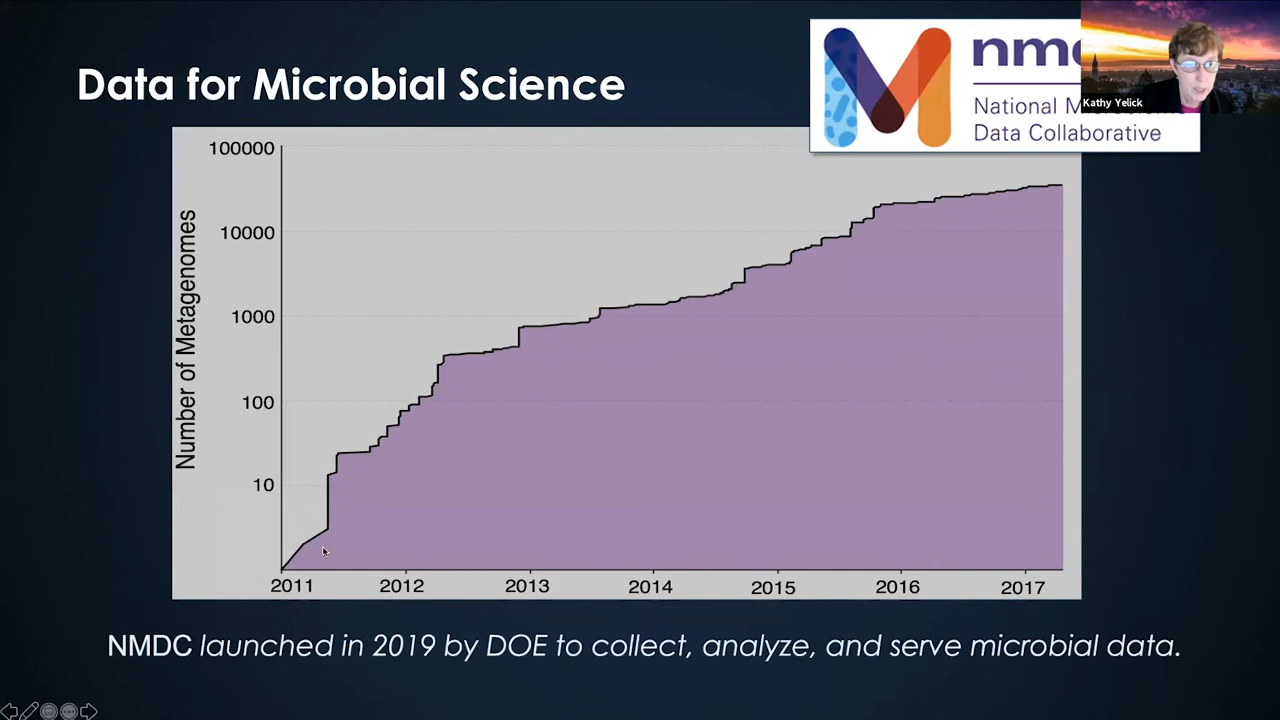 Data for Microbial Science
National
Data Collaborative
Kathy Yelick
Number of Metagenomes
100000
10000
1000
100
10
2011 2012 2013 2014 2015 2016 2017
NMDC launched in 2019 by DOE to collect, analyze, and serve microbial data.